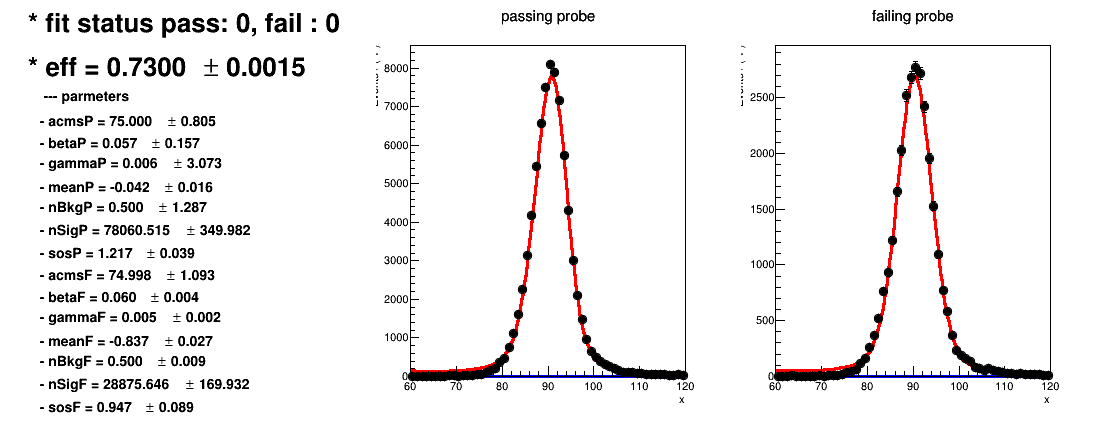 * fit status pass: 0, fail : 0
* eff = 0.7300 ± 0.0015
--- parmeters
- acmsP = 75.000 ± 0.805
- betaP = 0.057 ± 0.157
- gammaP = 0.006 ± 3.073
- meanP = -0.042 ± 0.016
- nBkgP = 0.500 ± 1.287
- nSigP = 78060.515 ± 349.982
- sosP = 1.217 ± 0.039
- acmsF = 74.998 ± 1.093
- betaF = 0.060 ± 0.004
- gammaF = 0.005 ± 0.002
- meanF = -0.837 ± 0.027
- nBkgF = 0.500 ± 0.009
- nSigF = 28875.646 ± 169.932
- sosF = 0.947 ± 0.089
passing probe
8000
7000
6000
5000
4000
3000
2000
1000
0
60 70 80 90 100 110 120
x
failing probe
2500
2000
1500
1000
500
0
60 70 80 90 100 110 120
x